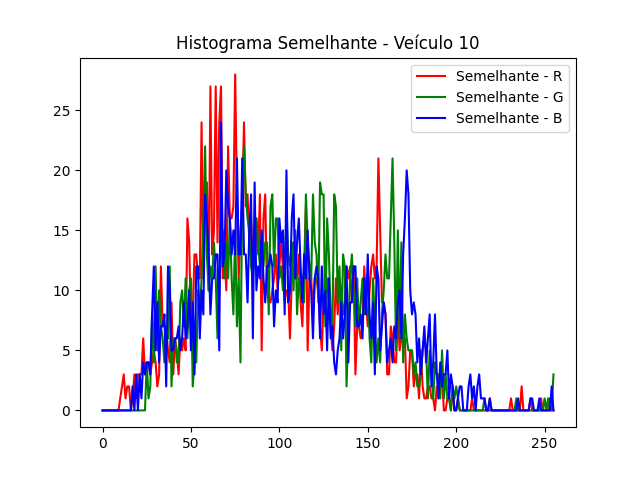 Histograma Semelhante - Veículo 10
Semelhante - R
Semelhante - G
Semelhante - B
25
20
15
10
5
0
0 50 100 150 200 250